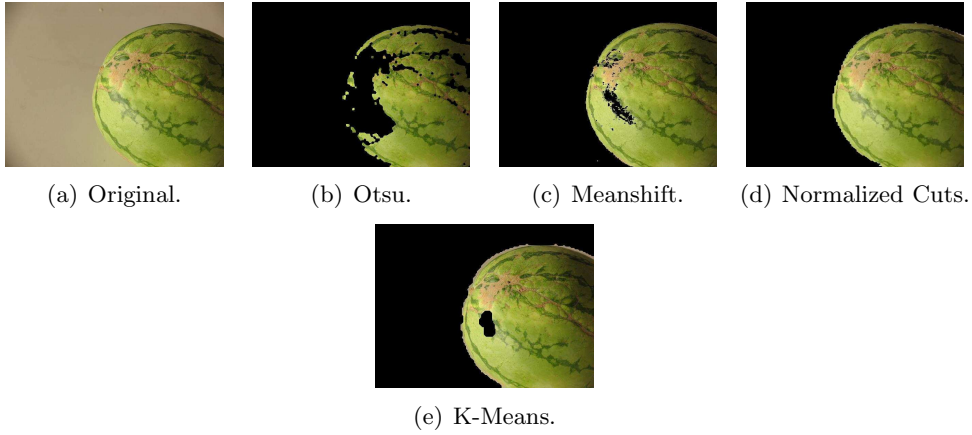 (a) Original.
(b) Otsu.
(c) Meanshift.
(d) Normalized Cuts.
(e) K-Means.